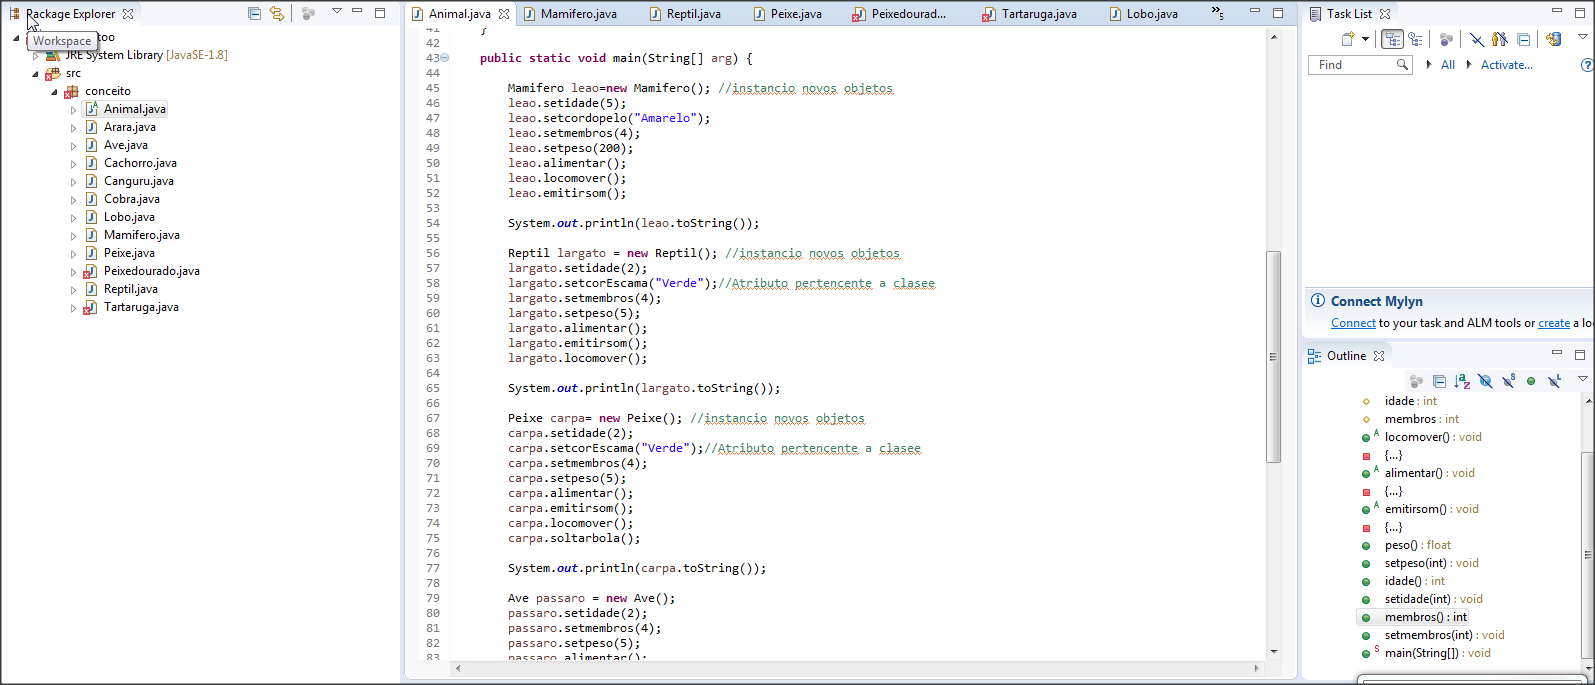 Package Explorer
Workspace
too
JRE System Library [JavaSE-1.8]
src
conceito
Animal.java
Arara.java
Ave.java
Cachorro.java
Canguru.java
Cobra.java
Lobo.java
Mamifero.java
Peixe.java
Peixedourado.java
Reptil.java
Tartaruga.java
Animal.java Mamifero.java Reptil.java Peixe.java Peixedourad... Tartaruga.java Lobo.java »5
41 }
42
43 public static void main(String[] arg) {
44
45 Mamifero leao=new Mamifero(); //instancio novos objetos
46 leao.setidade(5);
47 leao.setcordopelo("Amarelo");
48 leao.setmembros(4);
49 leao.setpeso(200);
50 leao.alimentar();
51 leao.locomover();
52 leao.emitirsom();
53
54 System.out.println(leao.toString());
55
56 Reptil largato = new Reptil(); //instancio novos objetos
57 largato.setidade(2);
58 largato.setcorEscama("Verde");//Atributo pertencente a clasee
59 largato.setmembros(4);
60 largato.setpeso(5);
61 largato.alimentar();
62 largato.emitirsom();
63 largato.locomover();
64
65 System.out.println(largato.toString());
66
67 Peixe carpa= new Peixe(); //instancio novos objetos
68 carpa.setidade(2);
69 carpa.setcorEscama("Verde");//Atributo pertencente a clasee
70 carpa.setmembros(4);
71 carpa.setpeso(5);
72 carpa.alimentar();
73 carpa.emitirsom();
74 carpa.locomover();
75 carpa.soltarbola();
76
77 System.out.println(carpa.toString());
78
79 Ave passaro = new Ave();
80 passaro.setidade(2);
81 passaro.setmembros(4);
82 passaro.setpeso(5);
83 passaro.alimentar();
Task List
Find All Activate...
Connect Mylyn
Connect to your task and ALM tools or create a lo
Outline
idade : int
membros : int
locomover() : void
{...}
alimentar() : void
{...}
emitirsom() : void
{...}
peso() : float
setpeso(int) : void
idade() : int
setidade(int) : void
membros() : int
setmembros(int) : void
main(String[]) : void